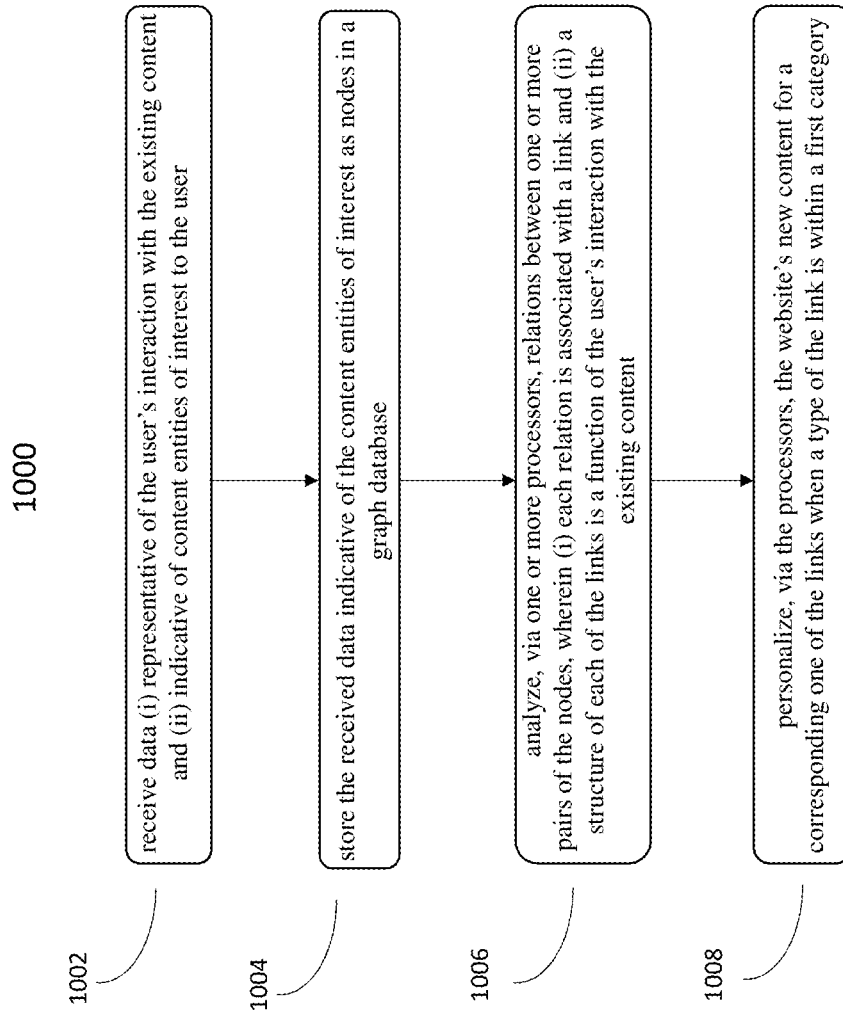 1000
1002
receive data (i) representative of the user's interaction with the existing content
and (ii) indicative of content entities of interest to the user
1004
store the received data indicative of the content entities of interest as nodes in a
graph database
1006
analyze, via one or more processors, relations between one or more
pairs of the nodes, wherein (i) each relation is associated with a link and (ii) a
structure of each of the links is a function of the user's interaction with the
existing content
1008
personalize, via the processors, the website's new content for a
corresponding one of the links when a type of the link is within a first category